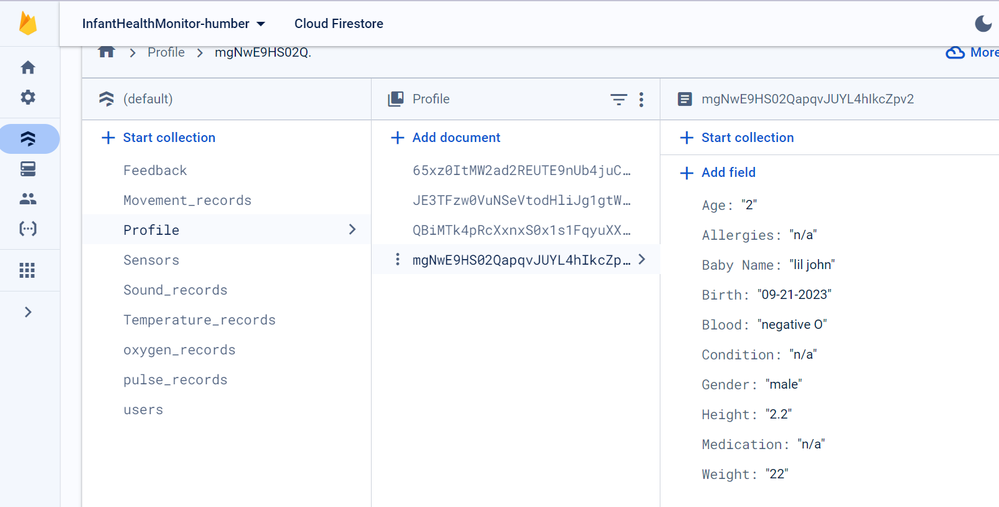 InfantHealthMonitor-humber
Cloud Firestore
Profile
mgNwE9HS02Q.
More
(default)
Start collection
Feedback
Movement_records
Profile
Sensors
Sound_records
Temperature_records
oxygen_records
pulse_records
users
Profile
Add document
65xz0ItMW2ad2REUTE9nUb4juC…
JE3TFzw0VuNSeVtodHliJg1gtW…
QBiMTk4pRcXxnxS0x1s1FqyuXX…
mgNwE9HS02QapqvJUYL4hIkcZp…
mgNwE9HS02QapqvJUYL4hIkcZpv2
Start collection
Add field
Age: "2"
Allergies: "n/a"
Baby Name: "lil john"
Birth: "09-21-2023"
Blood: "negative O"
Condition: "n/a"
Gender: "male"
Height: "2.2"
Medication: "n/a"
Weight: "22"